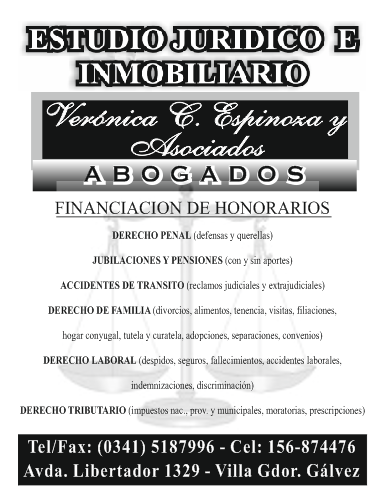 ESTUDIO JURIDICO E
INMOBILIARIO
Verónica C. Espinoza y
Asociados
ABOGADOS
FINANCIACION DE HONORARIOS
DERECHO PENAL (defensas y querellas)
JUBILACIONES Y PENSIONES (con y sin aportes)
ACCIDENTES DE TRANSITO (reclamos judiciales y extrajudiciales)
DERECHO DE FAMILIA (divorcios, alimentos, tenencia, visitas, filiaciones,
hogar conyugal, tutela y curatela, adopciones, separaciones, convenios)
DERECHO LABORAL (despidos, seguros, fallecimientos, accidentes laborales,
indemnizaciones, discriminación)
DERECHO TRIBUTARIO (impuestos nac., prov. y municipales, moratorias, prescripciones)
Tel/Fax: (0341) 5187996 - Cel: 156-874476
Avda. Libertador 1329 - Villa Gdor. Gálvez